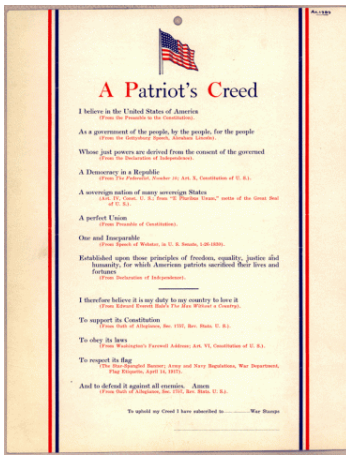 A Patriot's Creed
I believe in the United States of America
(From the Preamble to the Constitution).
As a government of the people, by the people, for the people
(From the Gettysburg Speech, Abraham Lincoln).
Whose just powers are derived from the consent of the governed
(From the Declaration of Independence).
A Democracy in a Republic
(From The Federalist, Number 10; Art. X, Constitution of U. S.).
A sovereign nation of many sovereign States
(Art. IV, Const. U. S.; from "E Pluribus Unum," motto of the Great Seal
of U. S.).
A perfect Union
(From Preamble of Constitution).
One and Inseparable
(From Speech of Webster, in U. S. Senate, 1-26-1830).
Established upon those principles of freedom, equality, justice and
humanity, for which American patriots sacrificed their lives and
fortunes
(From Declaration of Independence).
I therefore believe it is my duty to my country to love it
(From Edward Everett Hale's The Man Without a Country).
To support its Constitution
(From Oath of Allegiance, Sec. 1757, Rev. Stat. U. S.).
To obey its laws
(From Washington's Farewell Address; Art. VI, Constitution of U. S.).
To respect its flag
(The Star-Spangled Banner; Army and Navy Regulations, War Department,
Flag Etiquette, April 14, 1917).
And to defend it against all enemies. Amen
(From Oath of Allegiance, Sec. 1757, Rev. Stat. U. S.).
To uphold my Creed I have subscribed to ............ War Stamps